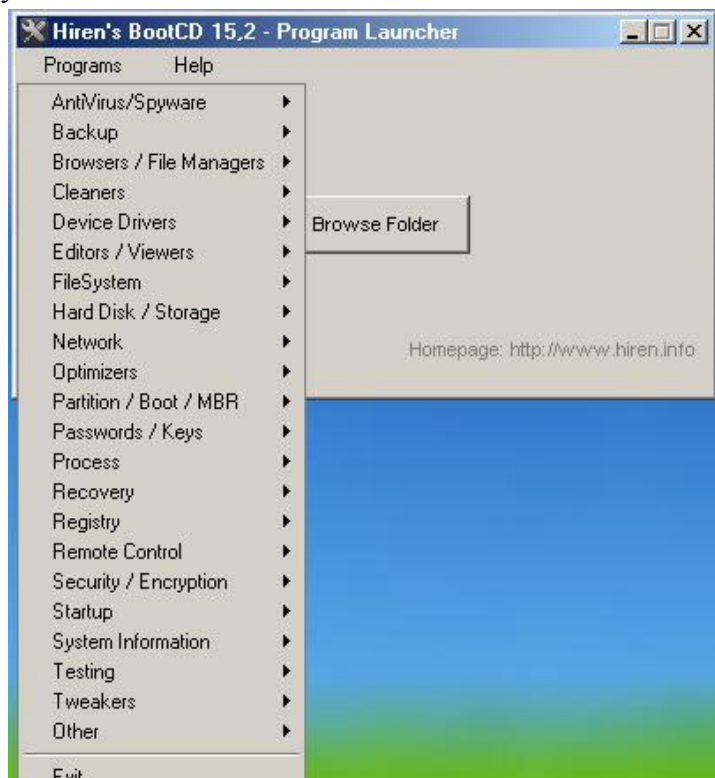 Hiren's BootCD 15,2 - Program Launcher
Programs Help
AntiVirus/Spyware
Backup
Browsers / File Managers
Cleaners
Device Drivers
Browse Folder
Editors / Viewers
FileSystem
Hard Disk / Storage
Network
Homepage: http://www.hiren.info
Optimizers
Partition / Boot / MBR
Passwords / Keys
Process
Recovery
Registry
Remote Control
Security / Encryption
Startup
System Information
Testing
Tweakers
Other
Exit